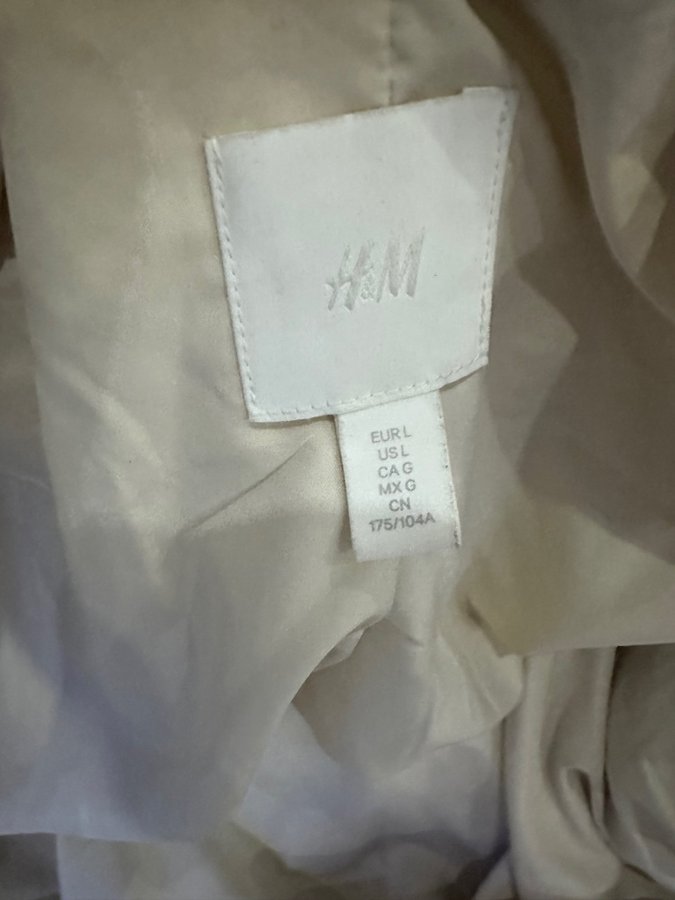 H&M
EUR L
US L
CA G
MX G
CN
175/104A